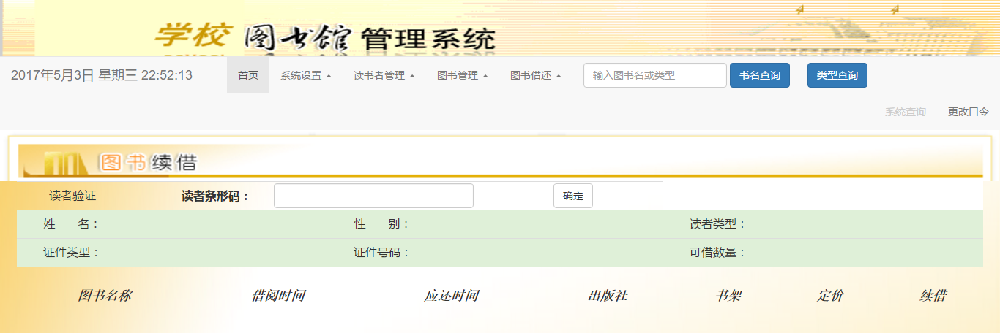 学校 图书馆 管理系统
2017年5月3日 星期三 22:52:13 首页 系统设置 读书者管理 图书管理 图书借还 输入图书名或类型 书名查询 类型查询
系统查询 更改口令
图书续借
读者验证 读者条形码： 确定
姓 名： 性 别： 读者类型：
证件类型： 证件号码： 可借数量：
图书名称 借阅时间 应还时间 出版社 书架 定价 续借